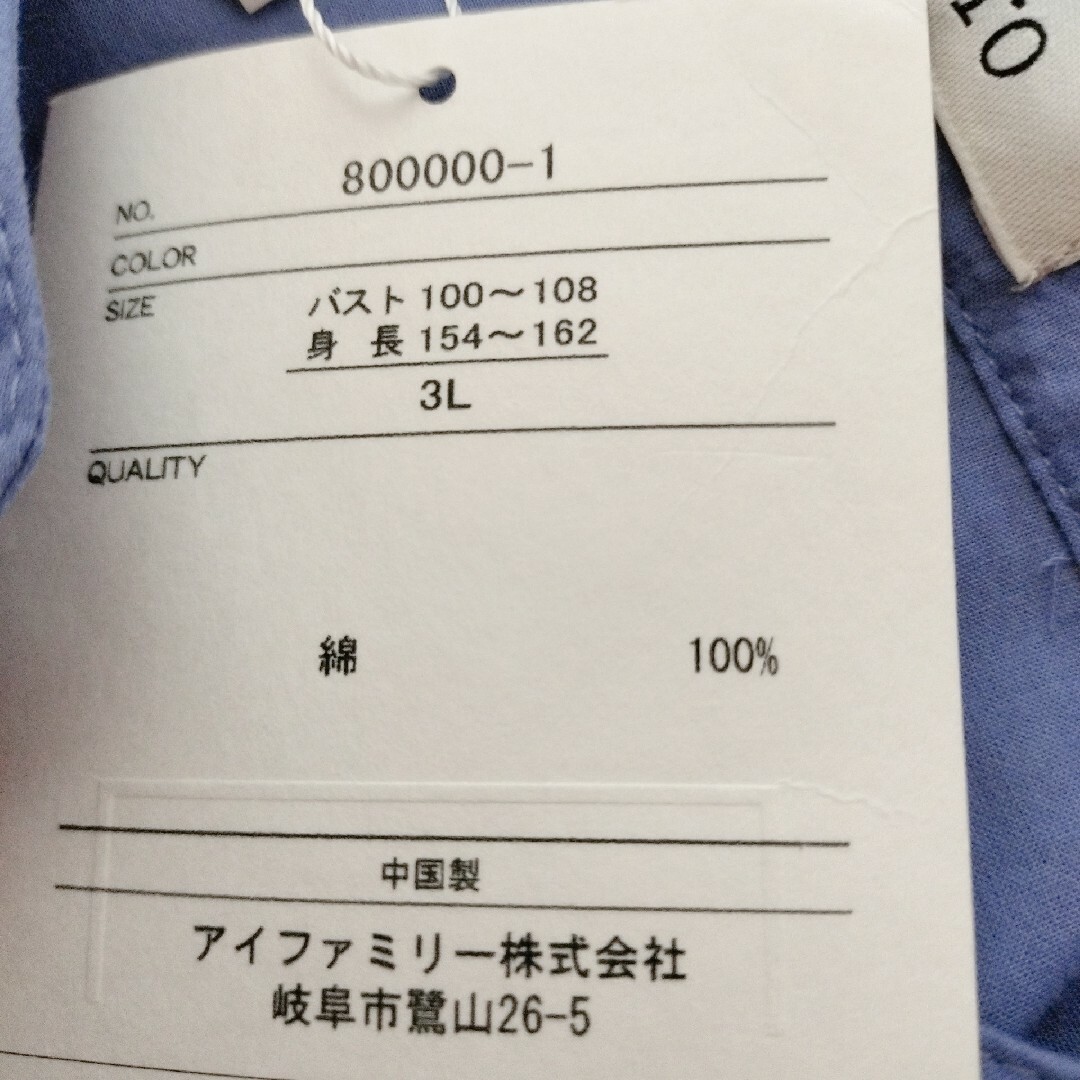 NO. 800000-1
COLOR
SIZE バスト 100〜108
身 長 154〜162
3L
QUALITY
綿 100%
中国製
アイファミリー株式会社
岐阜市鷺山26-5